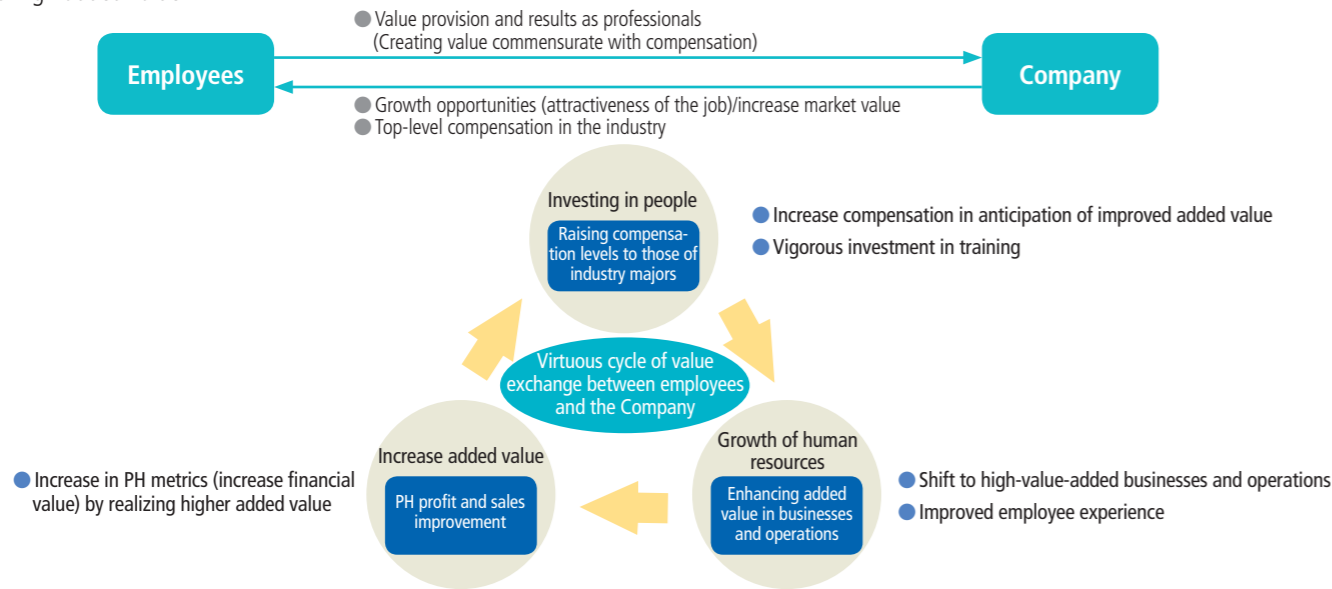 ● Value provision and results as professionals
(Creating value commensurate with compensation)
Employees
Company
● Growth opportunities (attractiveness of the job)/increase market value
● Top-level compensation in the industry
Investing in people
Raising compensa-
tion levels to those of
industry majors
● Increase compensation in anticipation of improved added value
● Vigorous investment in training
Virtuous cycle of value
exchange between employees
and the Company
Growth of human
resources
Enhancing added
value in businesses
and operations
● Shift to high-value-added businesses and operations
● Improved employee experience
Increase added value
PH profit and sales
improvement
● Increase in PH metrics (increase financial
value) by realizing higher added value